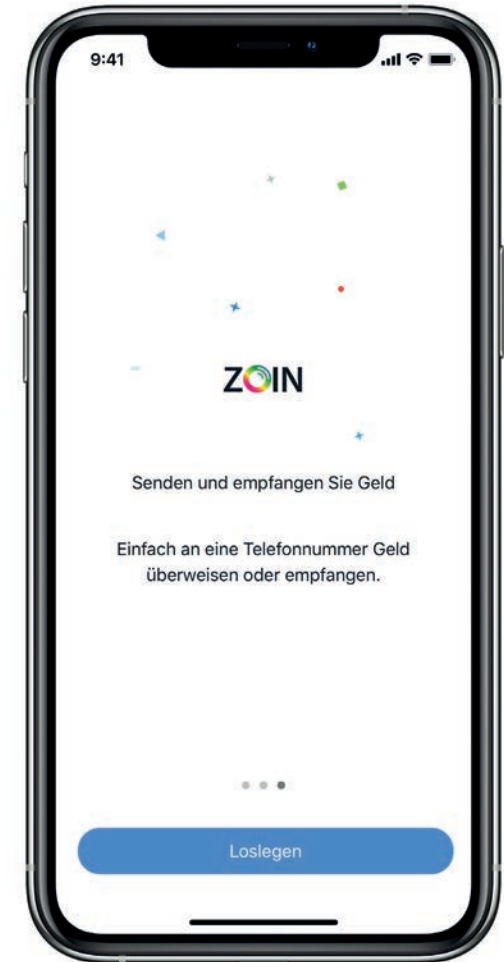 9:41
ZOIN
Senden und empfangen Sie Geld
Einfach an eine Telefonnummer Geld
überweisen oder empfangen.
Loslegen